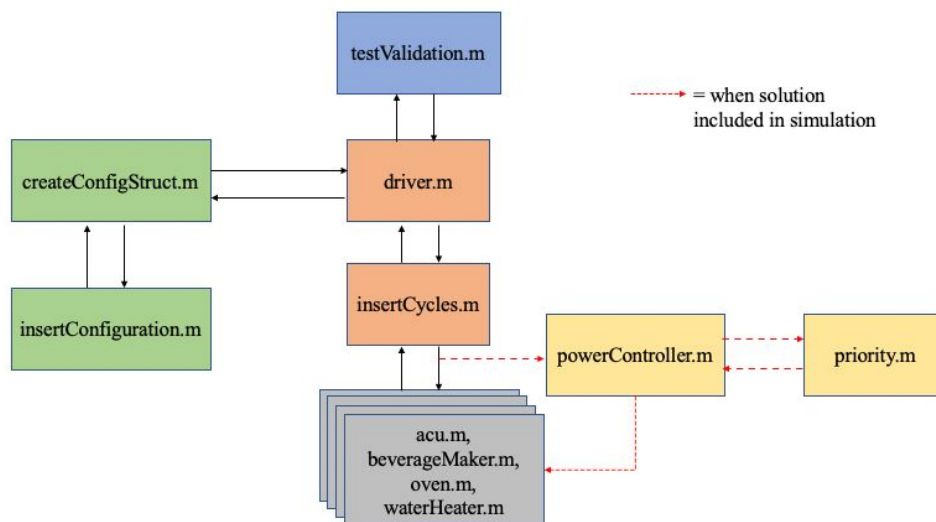 testValidation.m
= when solution
included in simulation
createConfigStruct.m
driver.m
insertConfiguration.m
insertCycles.m
powerController.m
priority.m
acu.m,
beverageMaker.m,
oven.m,
waterHeater.m